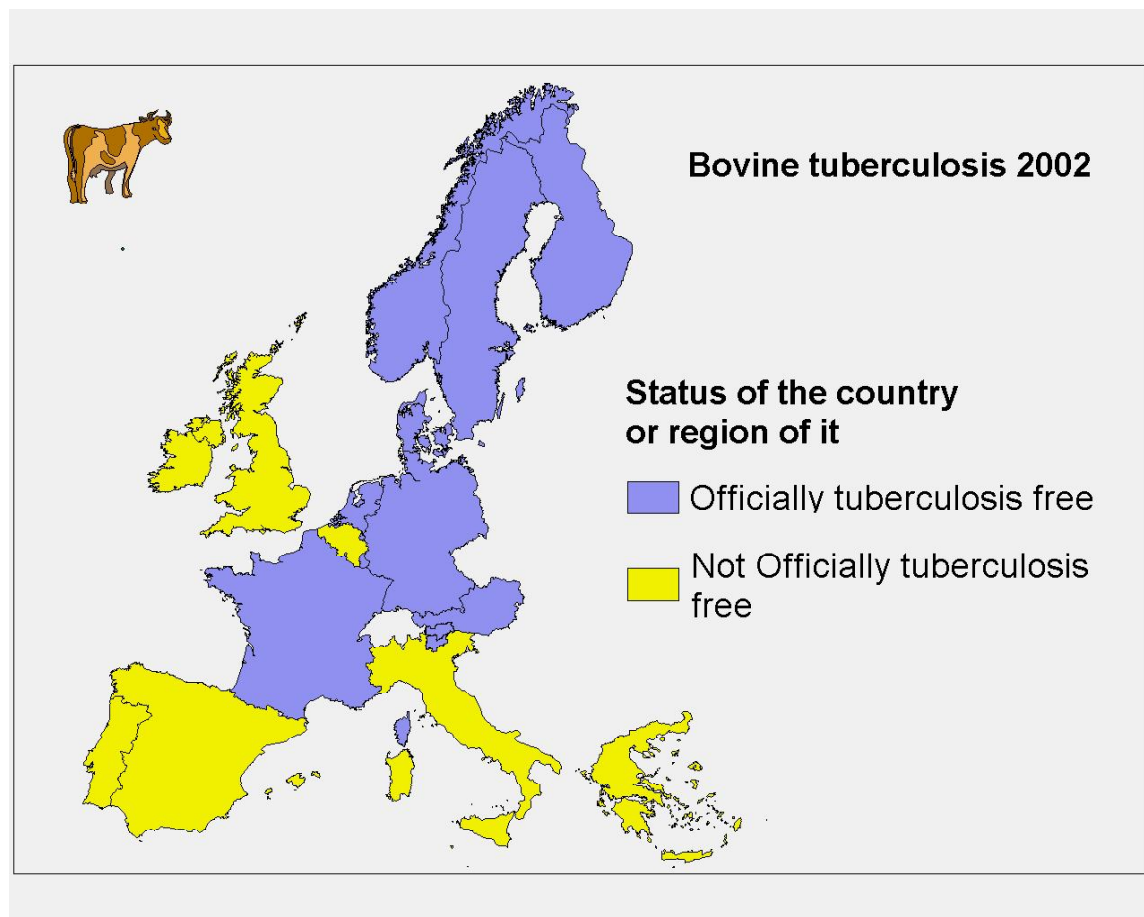 Bovine tuberculosis 2002
Status of the country
or region of it
Officially tuberculosis free
Not Officially tuberculosis
free